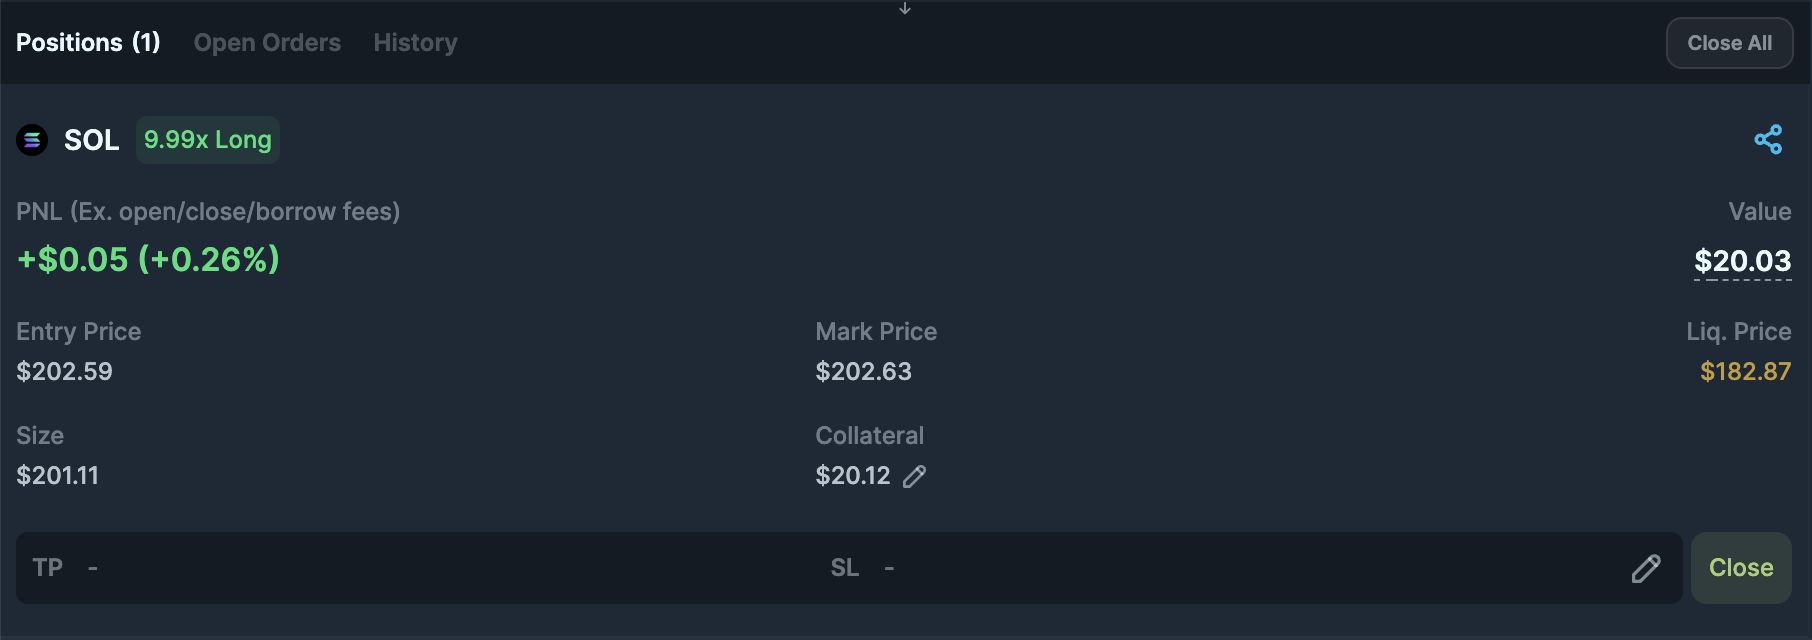 Positions (1) Open Orders History Close All
SOL 9.99x Long
PNL (Ex. open/close/borrow fees) Value
+$0.05 (+0.26%) $20.03
Entry Price Mark Price Liq. Price
$202.59 $202.63 $182.87
Size Collateral
$201.11 $20.12
TP - SL - Close